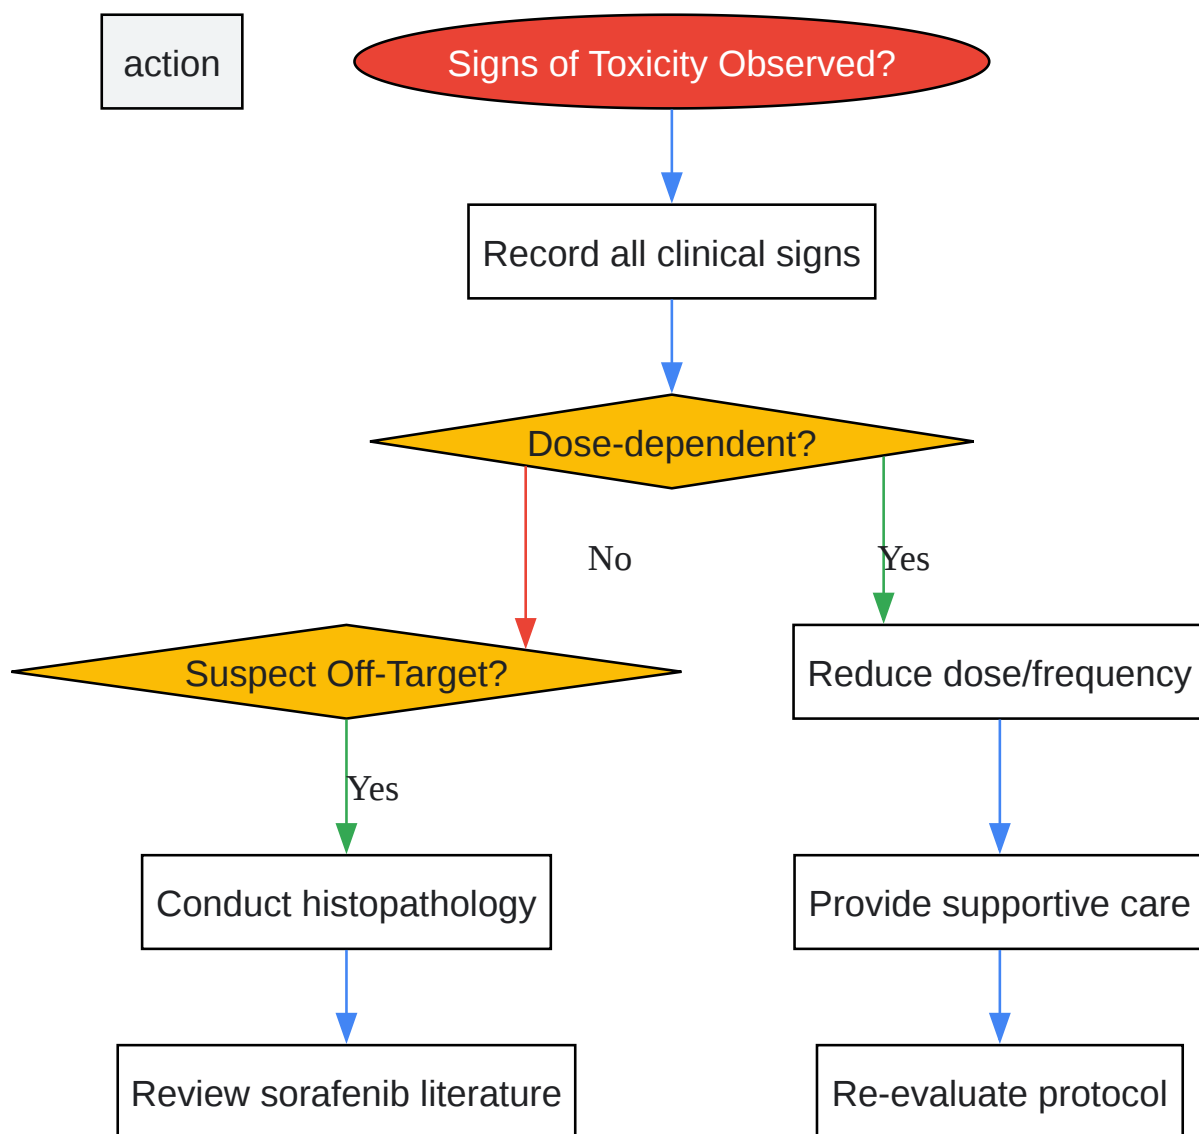 action
Signs of Toxicity Observed?
Record all clinical signs
Dose-dependent?
No
Yes
Suspect Off-Target?
Reduce dose/frequency
Yes
Conduct histopathology
Provide supportive care
Review sorafenib literature
Re-evaluate protocol